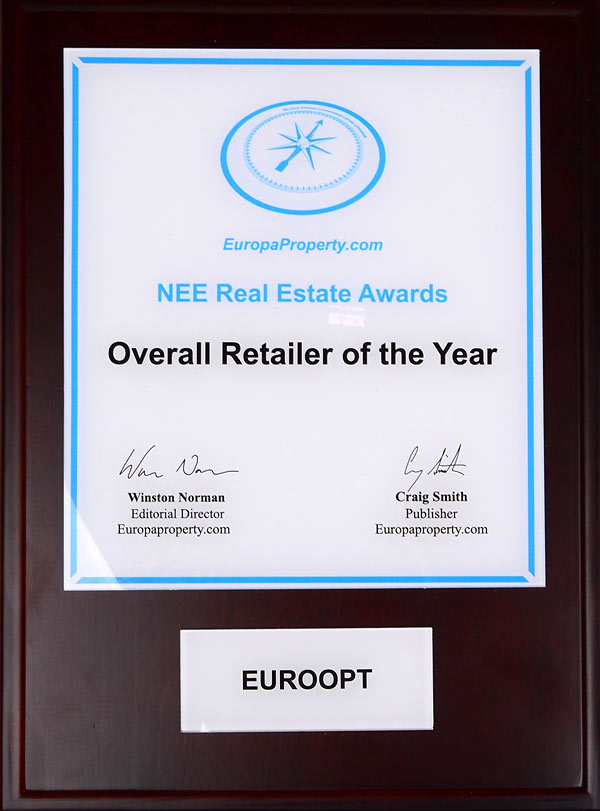 EuropaProperty.com
NEE Real Estate Awards
Overall Retailer of the Year
Winston Norman
Editorial Director
Europaproperty.com
Craig Smith
Publisher
Europaproperty.com
EUROOPT